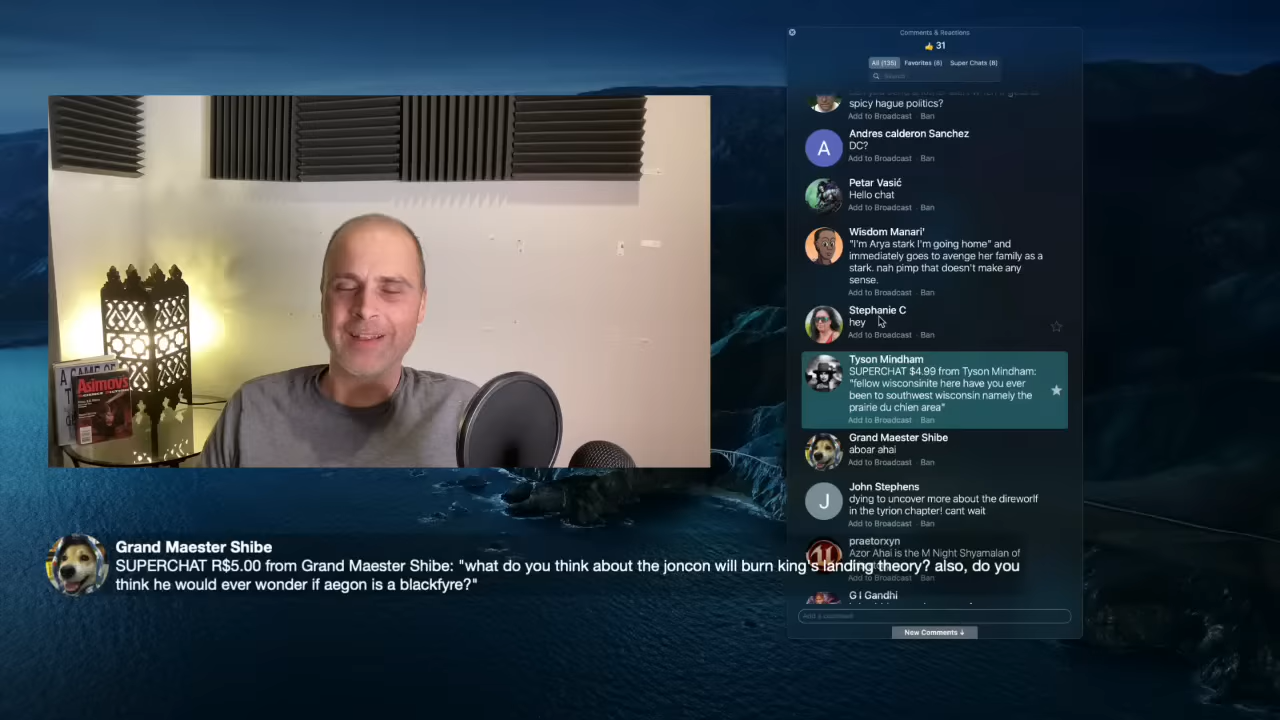 Comments & Reactions
👍 31
All (135) Favorites (8) Super Chats (8)
Search
spicy hague politics?
Add to Broadcast Ban
Andres calderon Sanchez
DC?
Add to Broadcast Ban
Petar Vasić
Hello chat
Add to Broadcast Ban
Wisdom Manari'
"I'm Arya stark I'm going home" and
immediately goes to avenge her family as a
stark. nah pimp that doesn't make any
sense.
Add to Broadcast Ban
Stephanie C
hey
Add to Broadcast Ban
Tyson Mindham
SUPERCHAT $4.99 from Tyson Mindham:
"fellow wisconsinite here have you ever
been to southwest wisconsin namely the
prairie du chien area"
Add to Broadcast Ban
Grand Maester Shibe
aboar ahai
Add to Broadcast Ban
John Stephens
dying to uncover more about the direworlf
in the tyrion chapter! cant wait
Add to Broadcast Ban
praetorxyn
Azor Ahai is the M Night Shyamalan of
Add to Broadcast Ban
G I Gandhi
Add a comment
New Comments ↓
A GAME OF
Asimov's
Grand Maester Shibe
SUPERCHAT R$5.00 from Grand Maester Shibe: "what do you think about the joncon will burn king's landing theory? also, do you
think he would ever wonder if aegon is a blackfyre?"